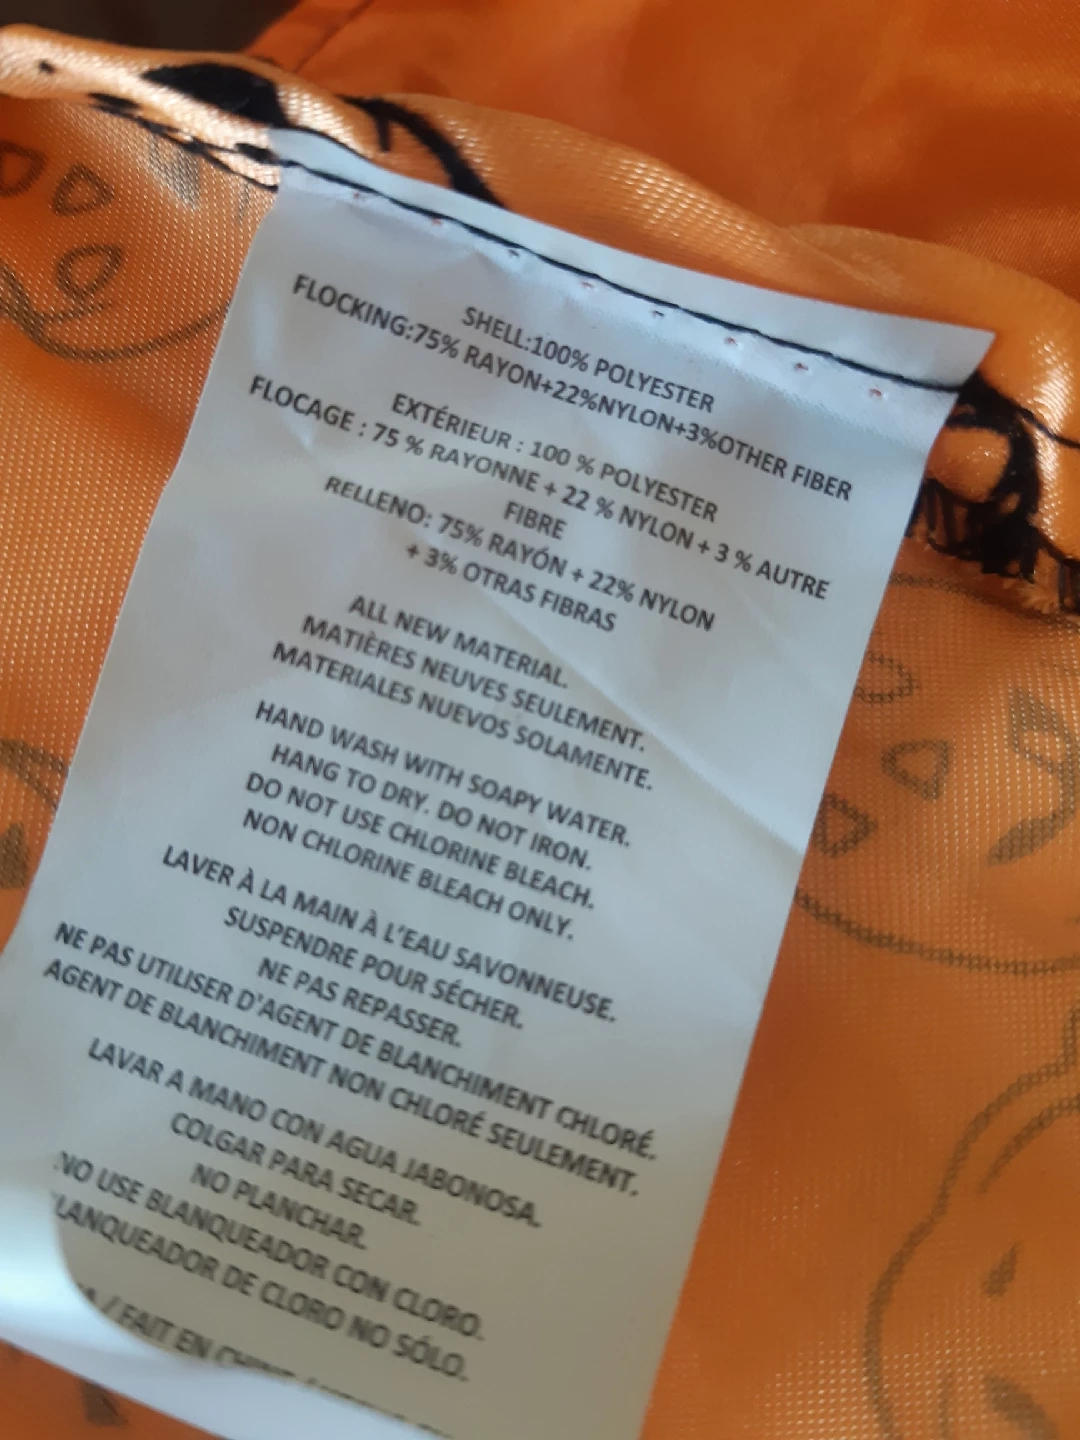 SHELL:100% POLYESTER
FLOCKING:75% RAYON+22%NYLON+3%OTHER FIBER
EXTÉRIEUR : 100 % POLYESTER
FLOCAGE : 75 % RAYONNE + 22 % NYLON + 3 % AUTRE
FIBRE
RELLENO: 75% RAYÓN + 22% NYLON
+ 3% OTRAS FIBRAS
ALL NEW MATERIAL.
MATIÈRES NEUVES SEULEMENT.
MATERIALES NUEVOS SOLAMENTE.
HAND WASH WITH SOAPY WATER.
HANG TO DRY. DO NOT IRON.
DO NOT USE CHLORINE BLEACH.
NON CHLORINE BLEACH ONLY.
LAVER À LA MAIN À L'EAU SAVONNEUSE.
SUSPENDRE POUR SÉCHER.
NE PAS REPASSER.
NE PAS UTILISER D'AGENT DE BLANCHIMENT CHLORÉ.
AGENT DE BLANCHIMENT NON CHLORÉ SEULEMENT.
LAVAR A MANO CON AGUA JABONOSA.
COLGAR PARA SECAR.
NO PLANCHAR.
NO USE BLANQUEADOR CON CLORO.
LANQUEADOR DE CLORO NO SÓLO.
/ FAIT EN